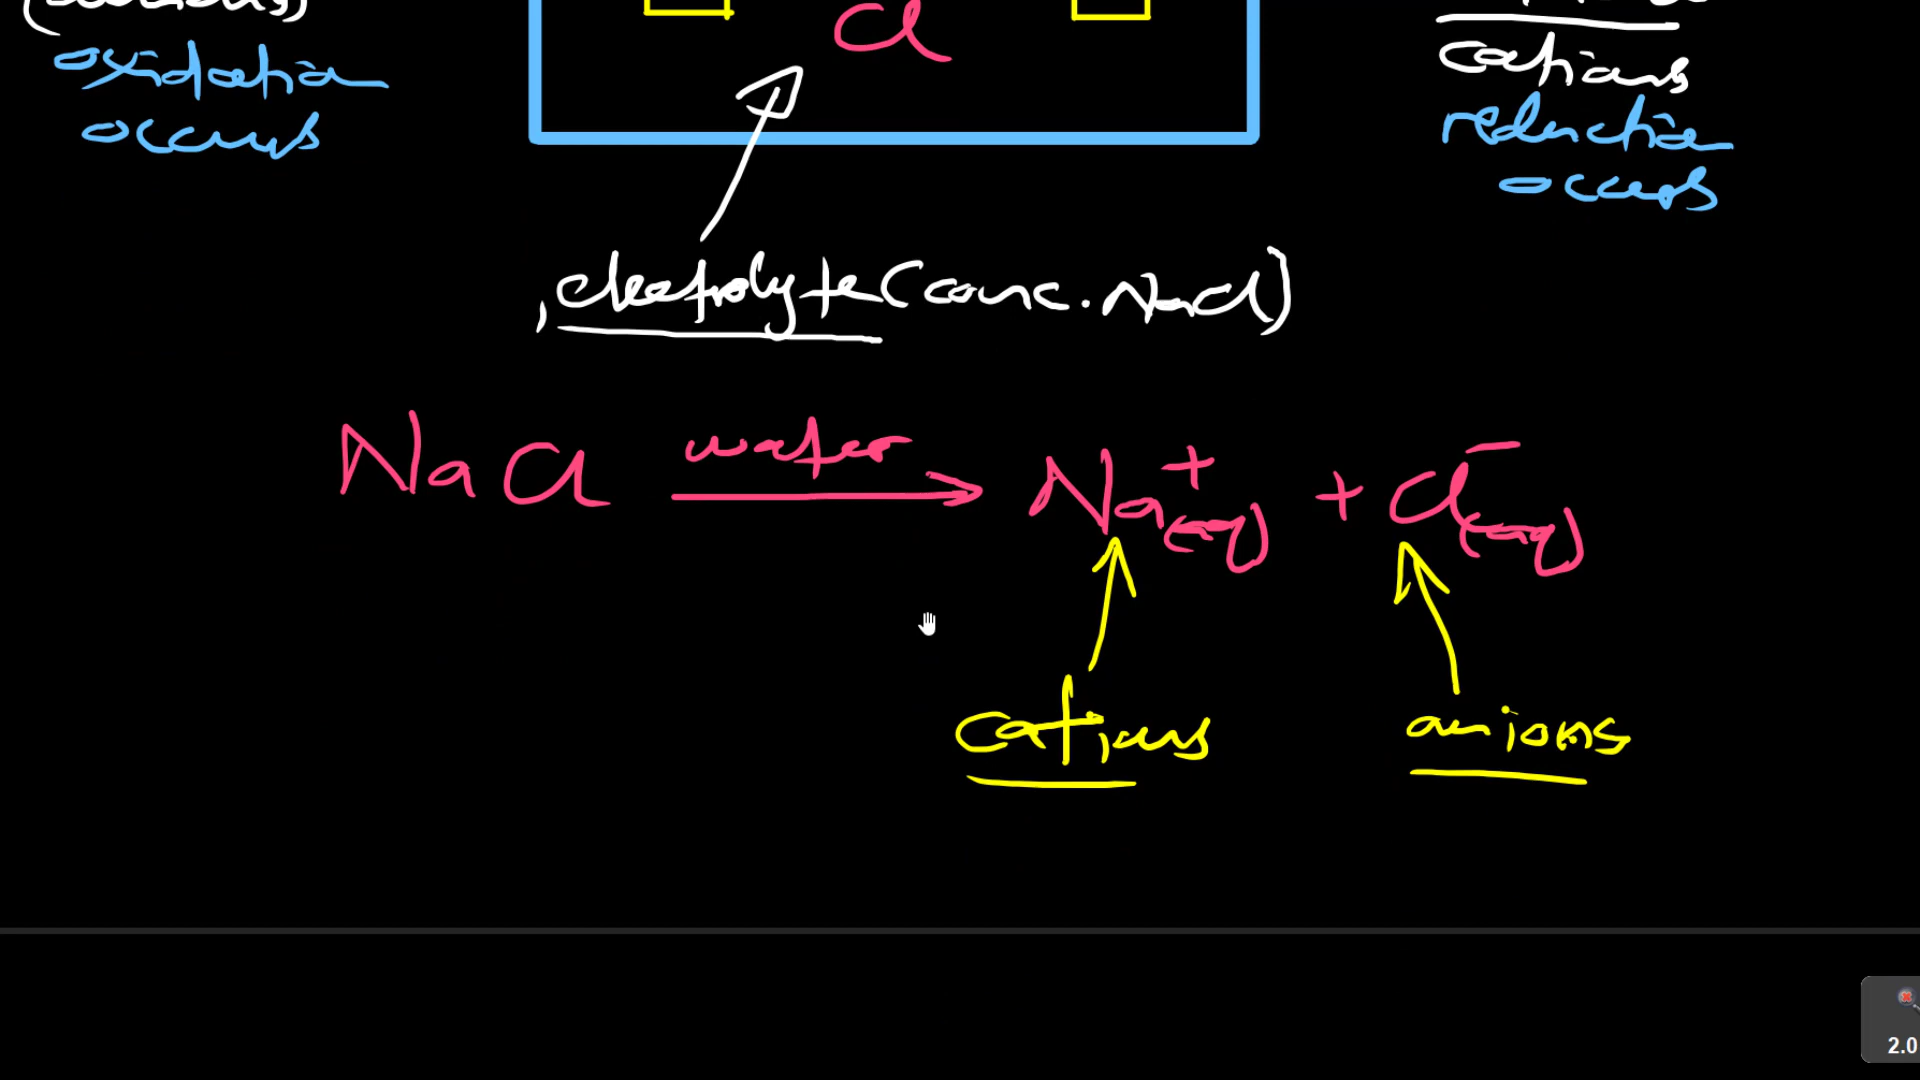 Cl
oxidation
occurs
cations
reduction
occurs
electrolyte (conc. NaCl)
NaCl water → Na+(aq) + Cl-(aq)
cations anions
2.0